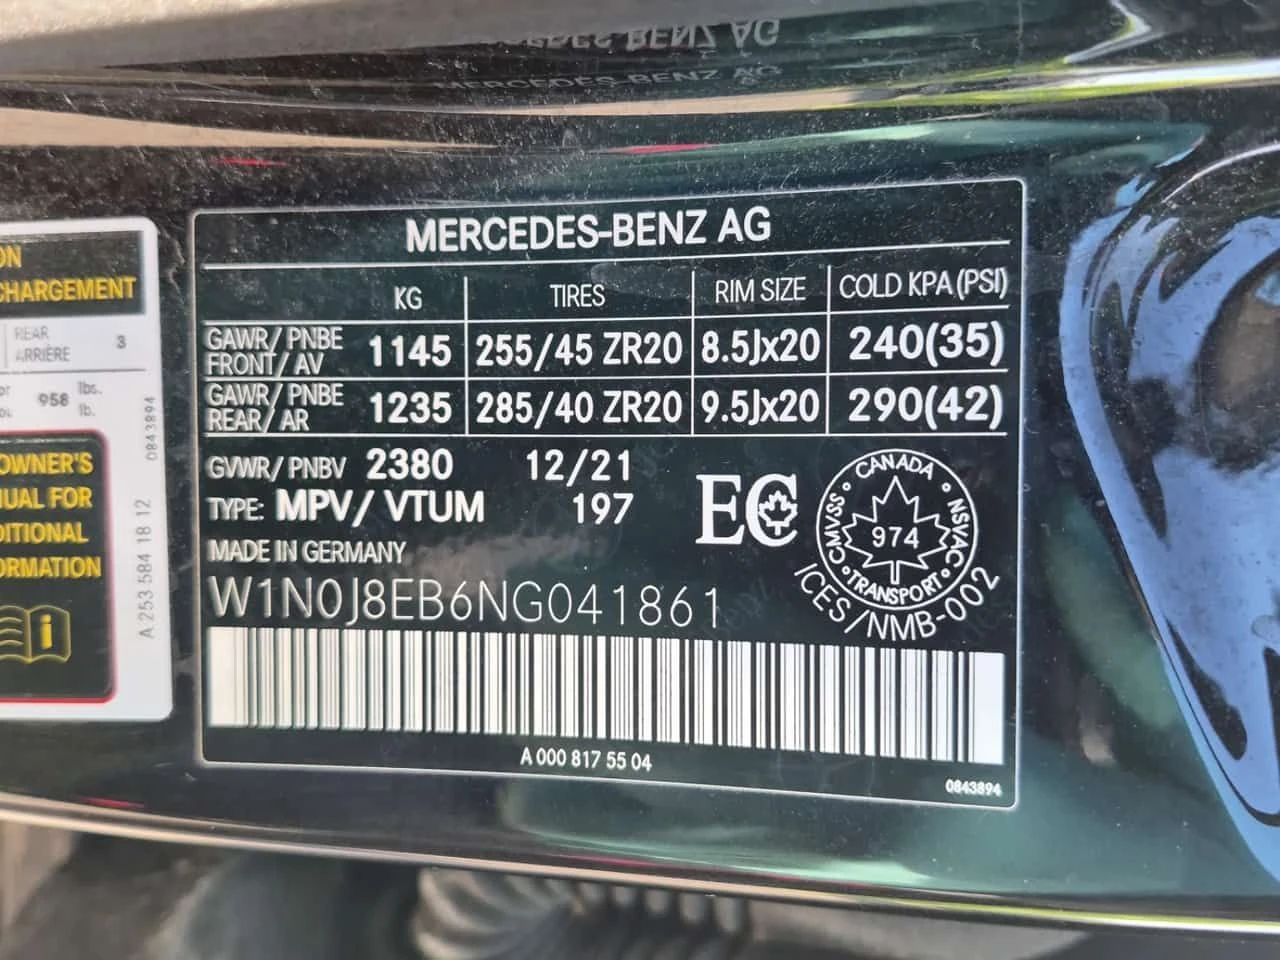 MERCEDES-BENZ AG
KG TIRES RIM SIZE COLD KPA (PSI)
GAWR/ PNBE FRONT/ AV 1145 255/45 ZR20 8.5Jx20 240(35)
GAWR/ PNBE REAR/ AR 1235 285/40 ZR20 9.5Jx20 290(42)
GVWR/ PNBV 2380 12/21
TYPE: MPV/ VTUM 197
MADE IN GERMANY
W1N0J8EB6NG041861
EC
CANADA
CMVSS
NSVAC
974
TRANSPORT
ICES/NMB-002
A 000 817 55 04
0843894
ON
CHARGEMENT
REAR
ARRIÈRE 3
958 lbs.
lb.
OWNER'S
UAL FOR
DITIONAL
ORMATION
i
A 253 584 18 12 0843894
MERCEDES-BENZ AG